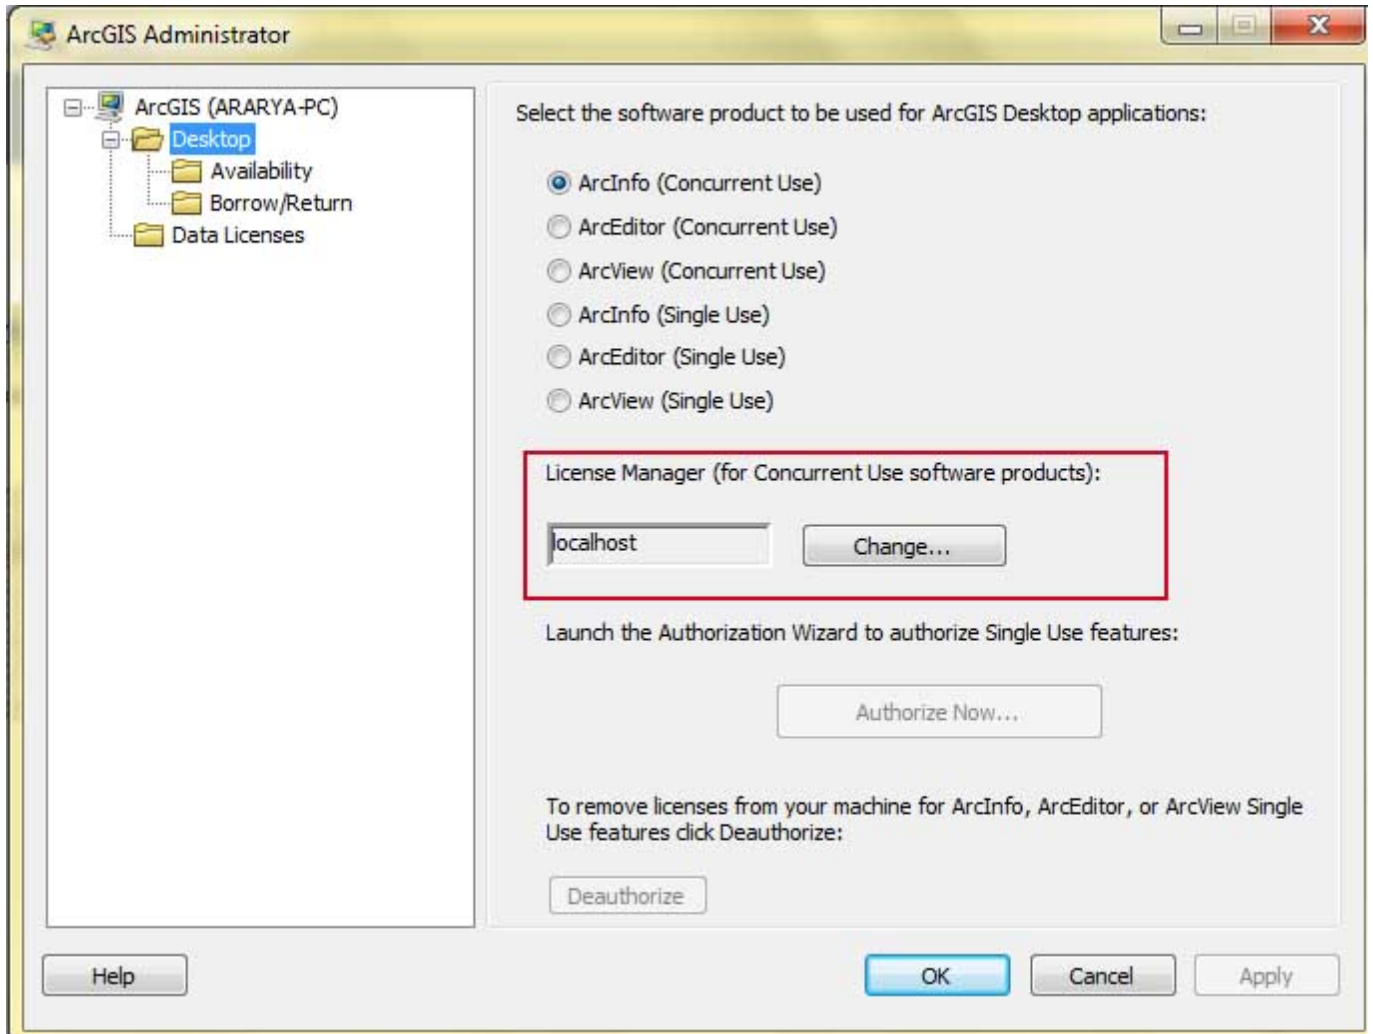 ArcGIS Administrator
ArcGIS (ARARYA-PC)
Desktop
Availability
Borrow/Return
Data Licenses
Select the software product to be used for ArcGIS Desktop applications:
ArcInfo (Concurrent Use)
ArcEditor (Concurrent Use)
ArcView (Concurrent Use)
ArcInfo (Single Use)
ArcEditor (Single Use)
ArcView (Single Use)
License Manager (for Concurrent Use software products):
localhost
Change...
Launch the Authorization Wizard to authorize Single Use features:
Authorize Now...
To remove licenses from your machine for ArcInfo, ArcEditor, or ArcView Single
Use features click Deauthorize:
Deauthorize
Help
OK
Cancel
Apply